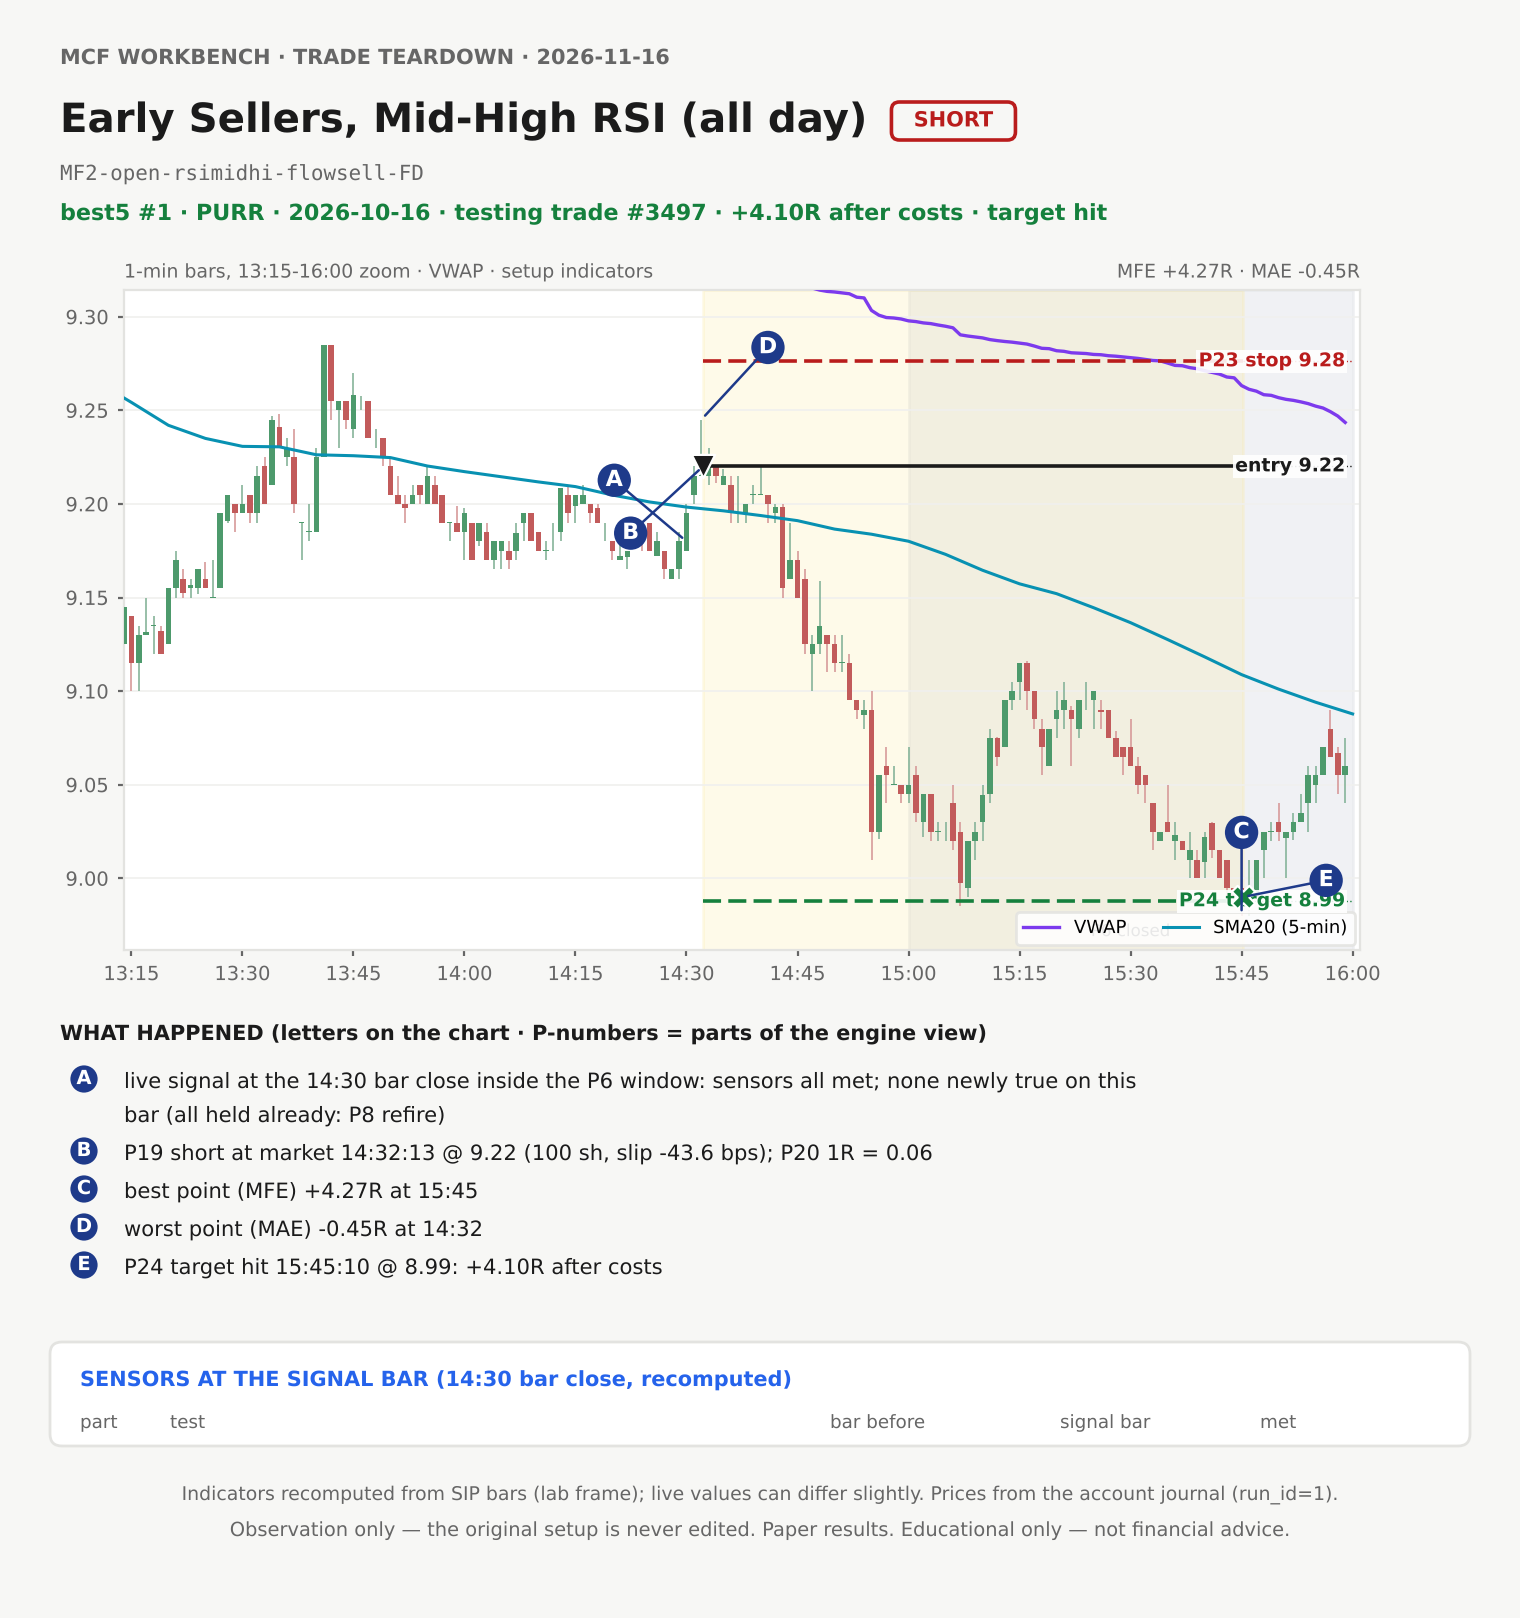 MCF WORKBENCH · TRADE TEARDOWN · 2026-11-16
Early Sellers, Mid-High RSI (all day) SHORT
MF2-open-rsimidhi-flowsell-FD
best5 #1 · PURR · 2026-10-16 · testing trade #3497 · +4.10R after costs · target hit
1-min bars, 13:15-16:00 zoom · VWAP · setup indicators MFE +4.27R · MAE -0.45R
9.30
D
P23 stop 9.28
9.25
entry 9.22
A
9.20
B
9.15
9.10
9.05
C
9.00
E
P24 target 8.99
VWAP SMA20 (5-min)
13:15 13:30 13:45 14:00 14:15 14:30 14:45 15:00 15:15 15:30 15:45 16:00
WHAT HAPPENED (letters on the chart · P-numbers = parts of the engine view)
A live signal at the 14:30 bar close inside the P6 window: sensors all met; none newly true on this
bar (all held already: P8 refire)
B P19 short at market 14:32:13 @ 9.22 (100 sh, slip -43.6 bps); P20 1R = 0.06
C best point (MFE) +4.27R at 15:45
D worst point (MAE) -0.45R at 14:32
E P24 target hit 15:45:10 @ 8.99: +4.10R after costs
SENSORS AT THE SIGNAL BAR (14:30 bar close, recomputed)
part test bar before signal bar met
Indicators recomputed from SIP bars (lab frame); live values can differ slightly. Prices from the account journal (run_id=1).
Observation only — the original setup is never edited. Paper results. Educational only — not financial advice.